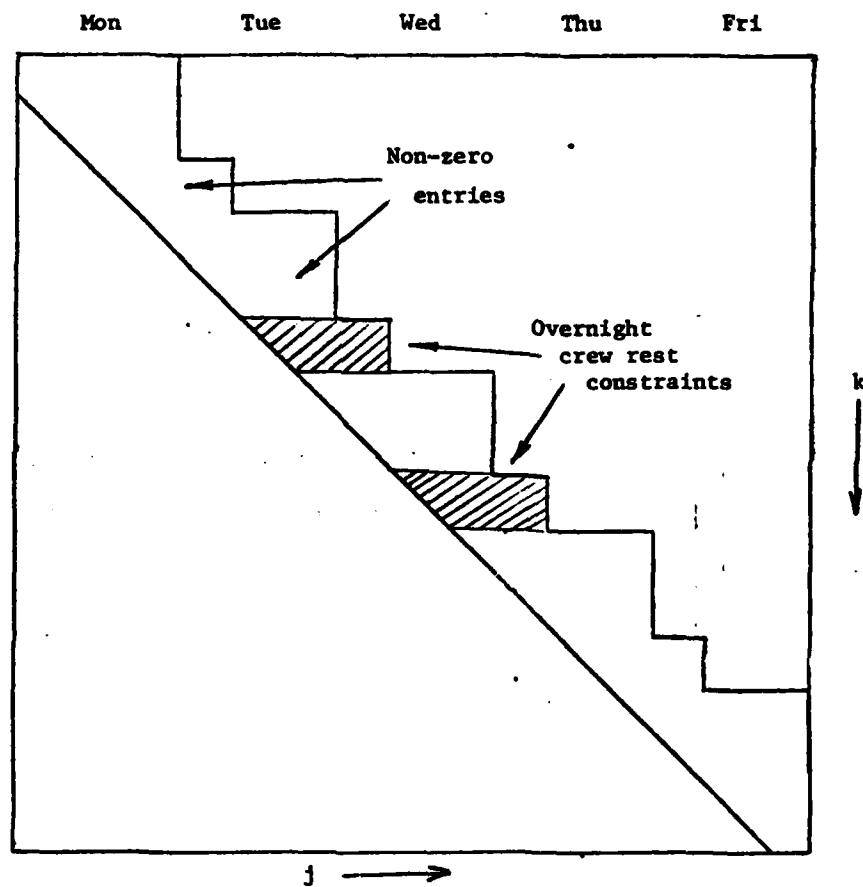 Mon Tue Wed Thu Fri
Non-zero
entries
Overnight
crew rest
constraints
k
j